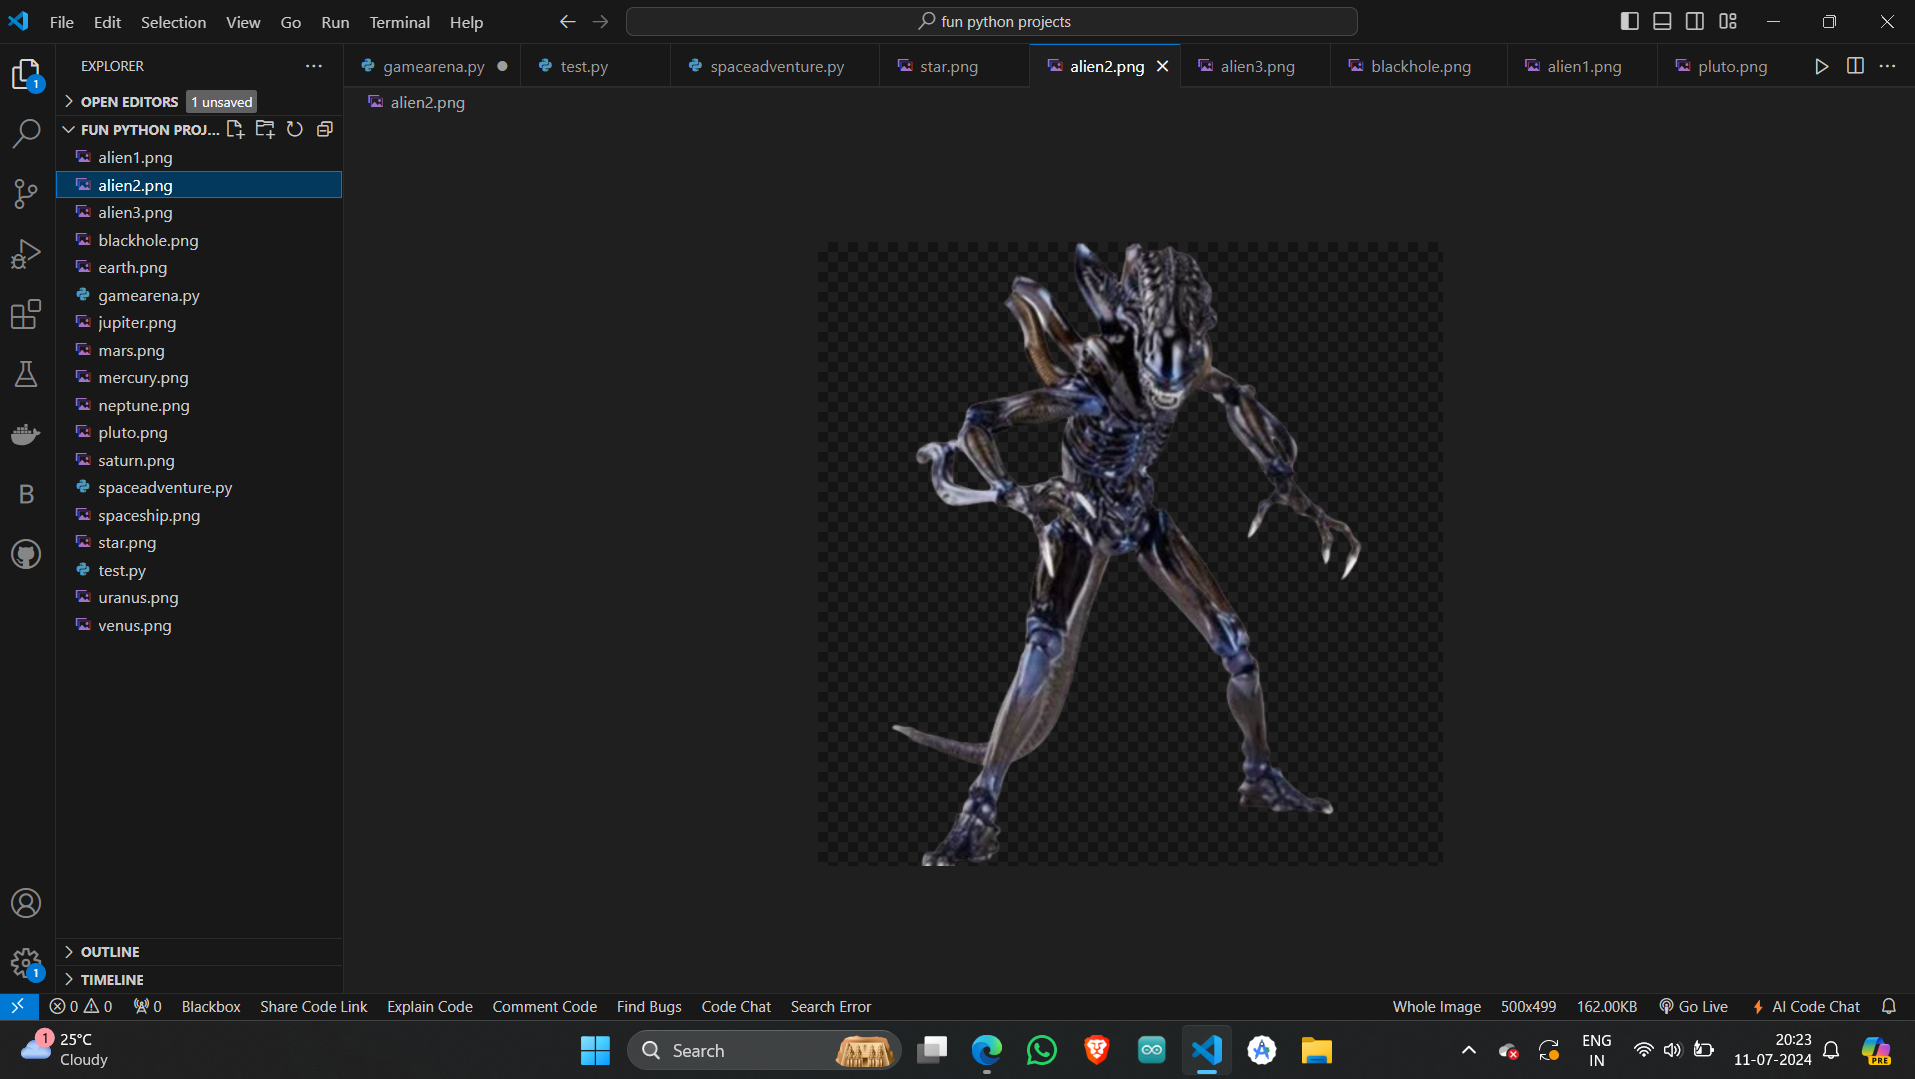 File Edit Selection View Go Run Terminal Help
fun python projects
EXPLORER
OPEN EDITORS 1 unsaved
FUN PYTHON PROJ...
alien1.png
alien2.png
alien3.png
blackhole.png
earth.png
gamearena.py
jupiter.png
mars.png
mercury.png
neptune.png
pluto.png
saturn.png
spaceadventure.py
spaceship.png
star.png
test.py
uranus.png
venus.png
OUTLINE
TIMELINE
gamearena.py test.py spaceadventure.py star.png alien2.png alien3.png blackhole.png alien1.png pluto.png
alien2.png
1
B
1
0 0 0 Blackbox Share Code Link Explain Code Comment Code Find Bugs Code Chat Search Error Whole Image 500x499 162.00KB Go Live AI Code Chat
1 25°C
Cloudy
Search
ENG
IN
20:23
11-07-2024
PRE